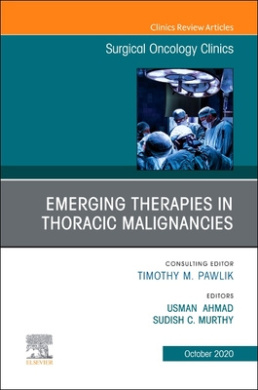 Clinics Review Articles
Surgical Oncology Clinics
EMERGING THERAPIES IN
THORACIC MALIGNANCIES
CONSULTING EDITOR
TIMOTHY M. PAWLIK
EDITORS
USMAN AHMAD
SUDISH C. MURTHY
ELSEVIER
October 2020